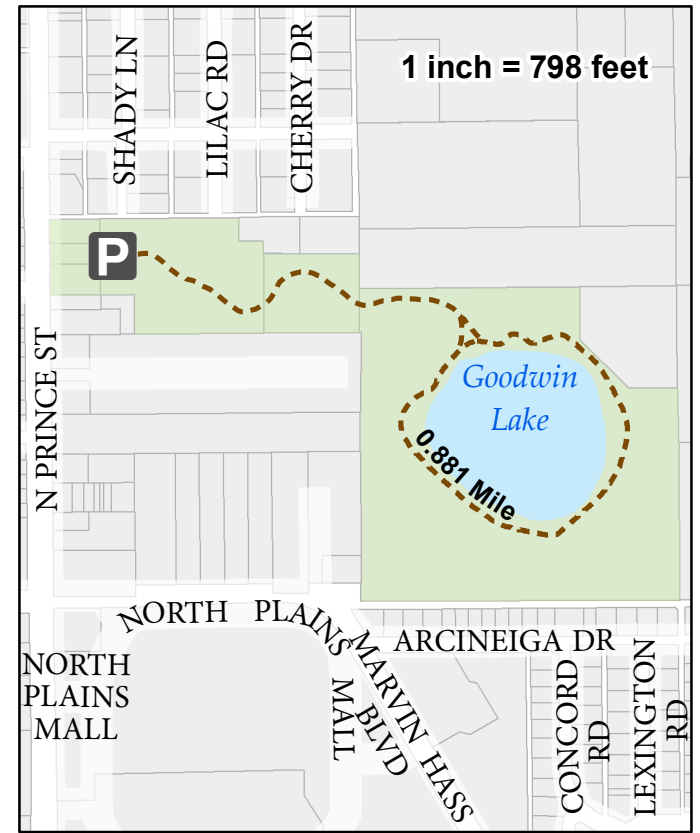 1 inch = 798 feet
SHADY LN
LILAC RD
CHERRY DR
P
N PRINCE ST
Goodwin
Lake
0.881 Mile
NORTH PLAINS MALL BLVD
ARCINEIGA DR
NORTH
PLAINS
MALL
MARVIN HASS
CONCORD
RD
LEXINGTON
RD